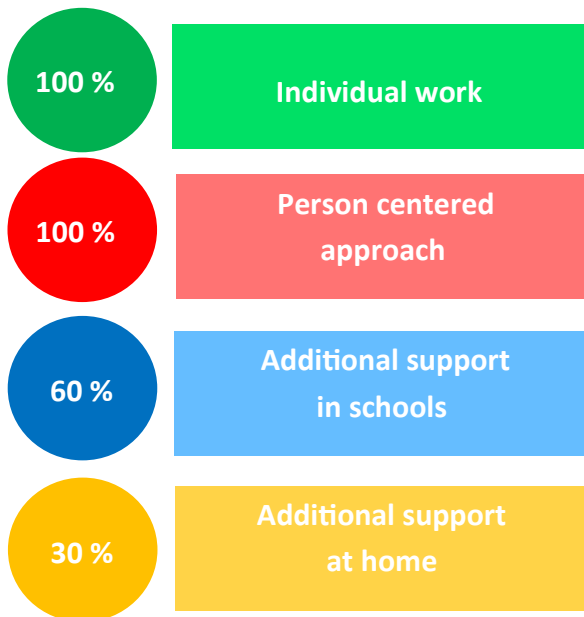 100 %
Individual work
100 %
Person centered
approach
60 %
Additional support
in schools
30 %
Additional support
at home